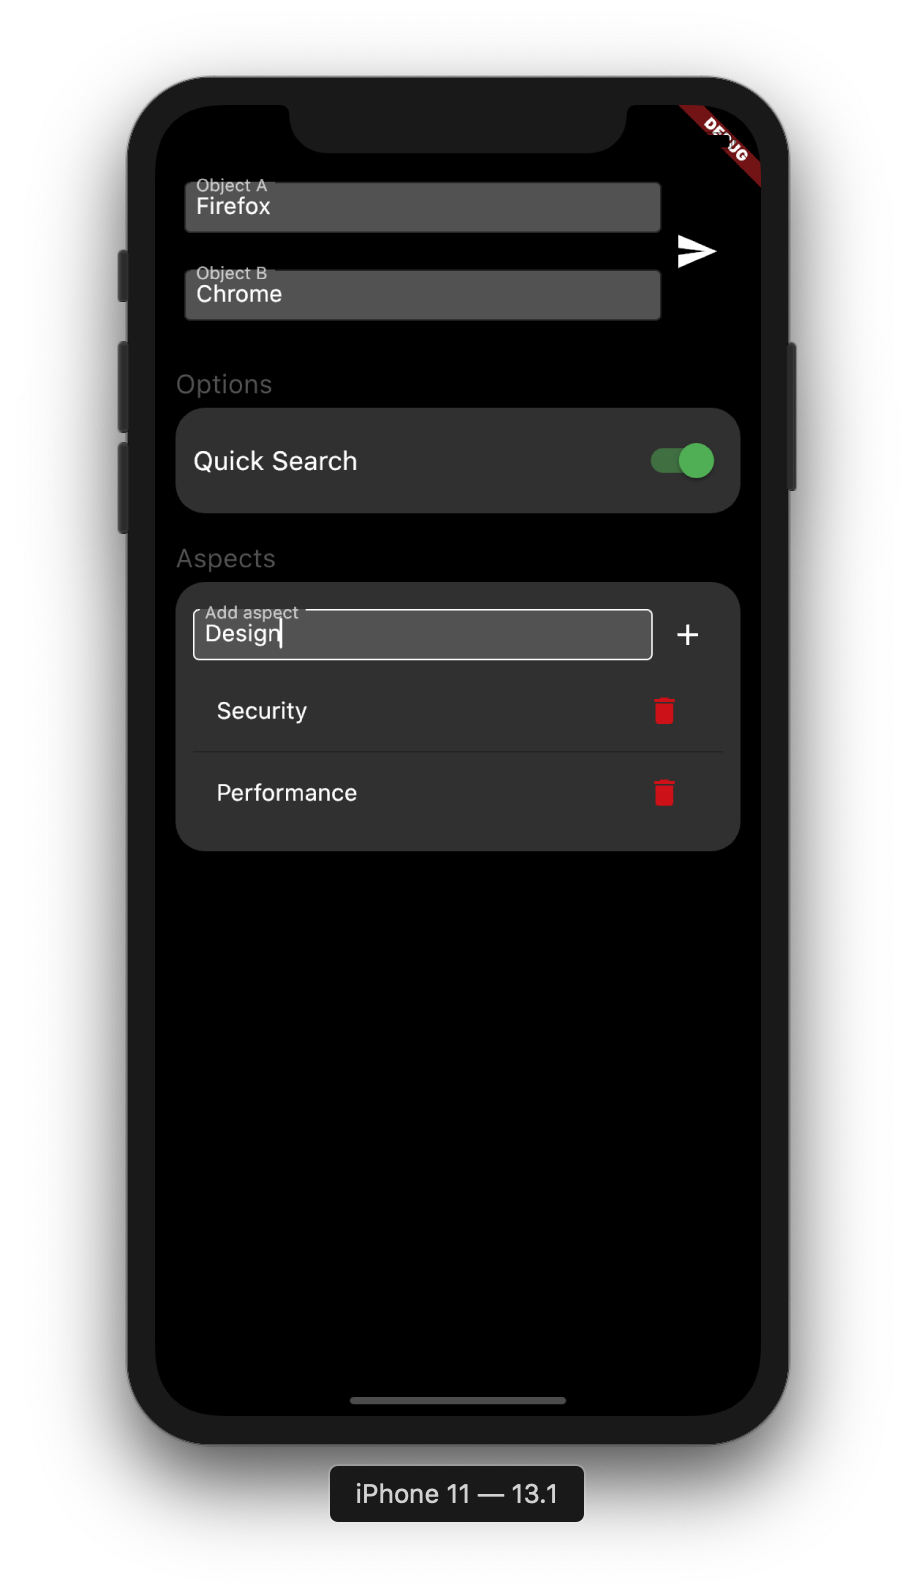 DEBUG
Object A
Firefox
Object B
Chrome
Options
Quick Search
Aspects
Add aspect
Design
Security
Performance
iPhone 11 — 13.1